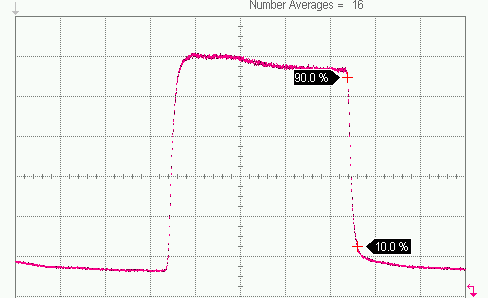 Number Averages = 16
90.0 %
10.0 %